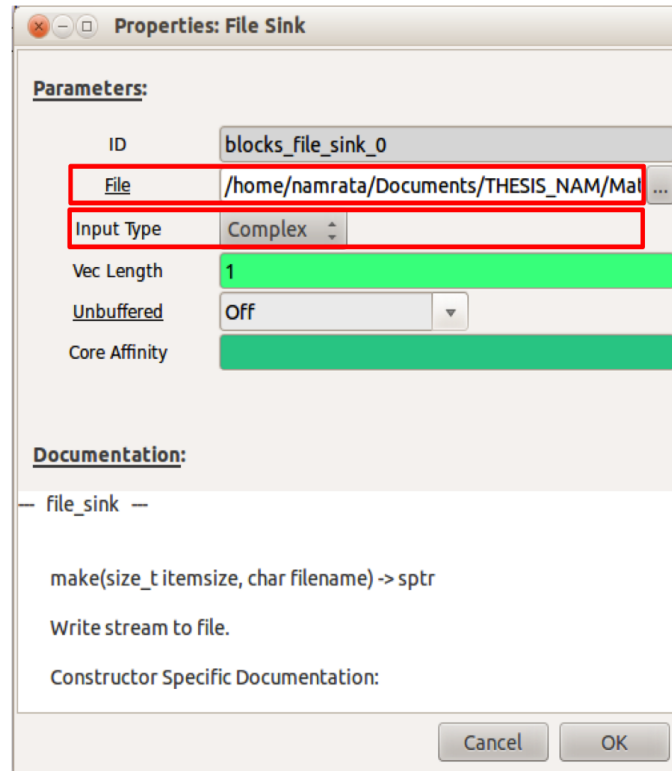 Properties: File Sink
Parameters:
ID blocks_file_sink_0
File /home/namrata/Documents/THESIS_NAM/Mat ...
Input Type Complex
Vec Length 1
Unbuffered Off
Core Affinity
Documentation:
--- file_sink ---
make(size_t itemsize, char filename) -> sptr
Write stream to file.
Constructor Specific Documentation:
Cancel OK